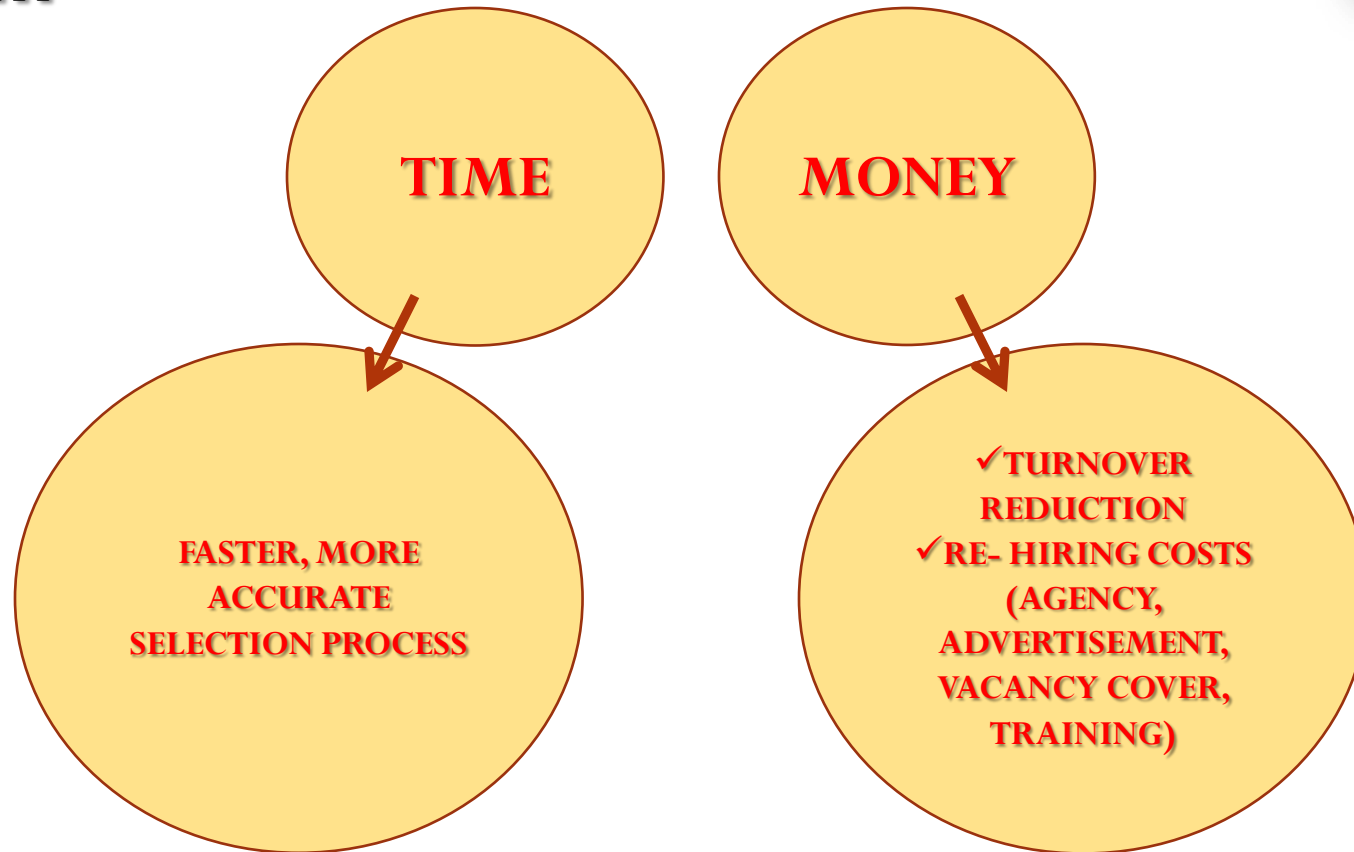 TIME
MONEY
FASTER, MORE
ACCURATE
SELECTION PROCESS
✓TURNOVER
REDUCTION
✓RE- HIRING COSTS
(AGENCY,
ADVERTISEMENT,
VACANCY COVER,
TRAINING)